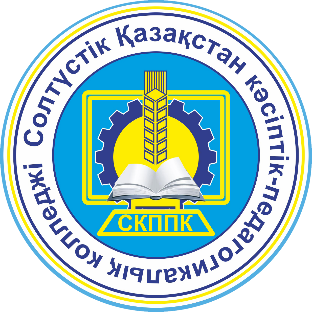 Солтүстік Қазақстан кәсіптік-педагогикалық колледжі
СКППК